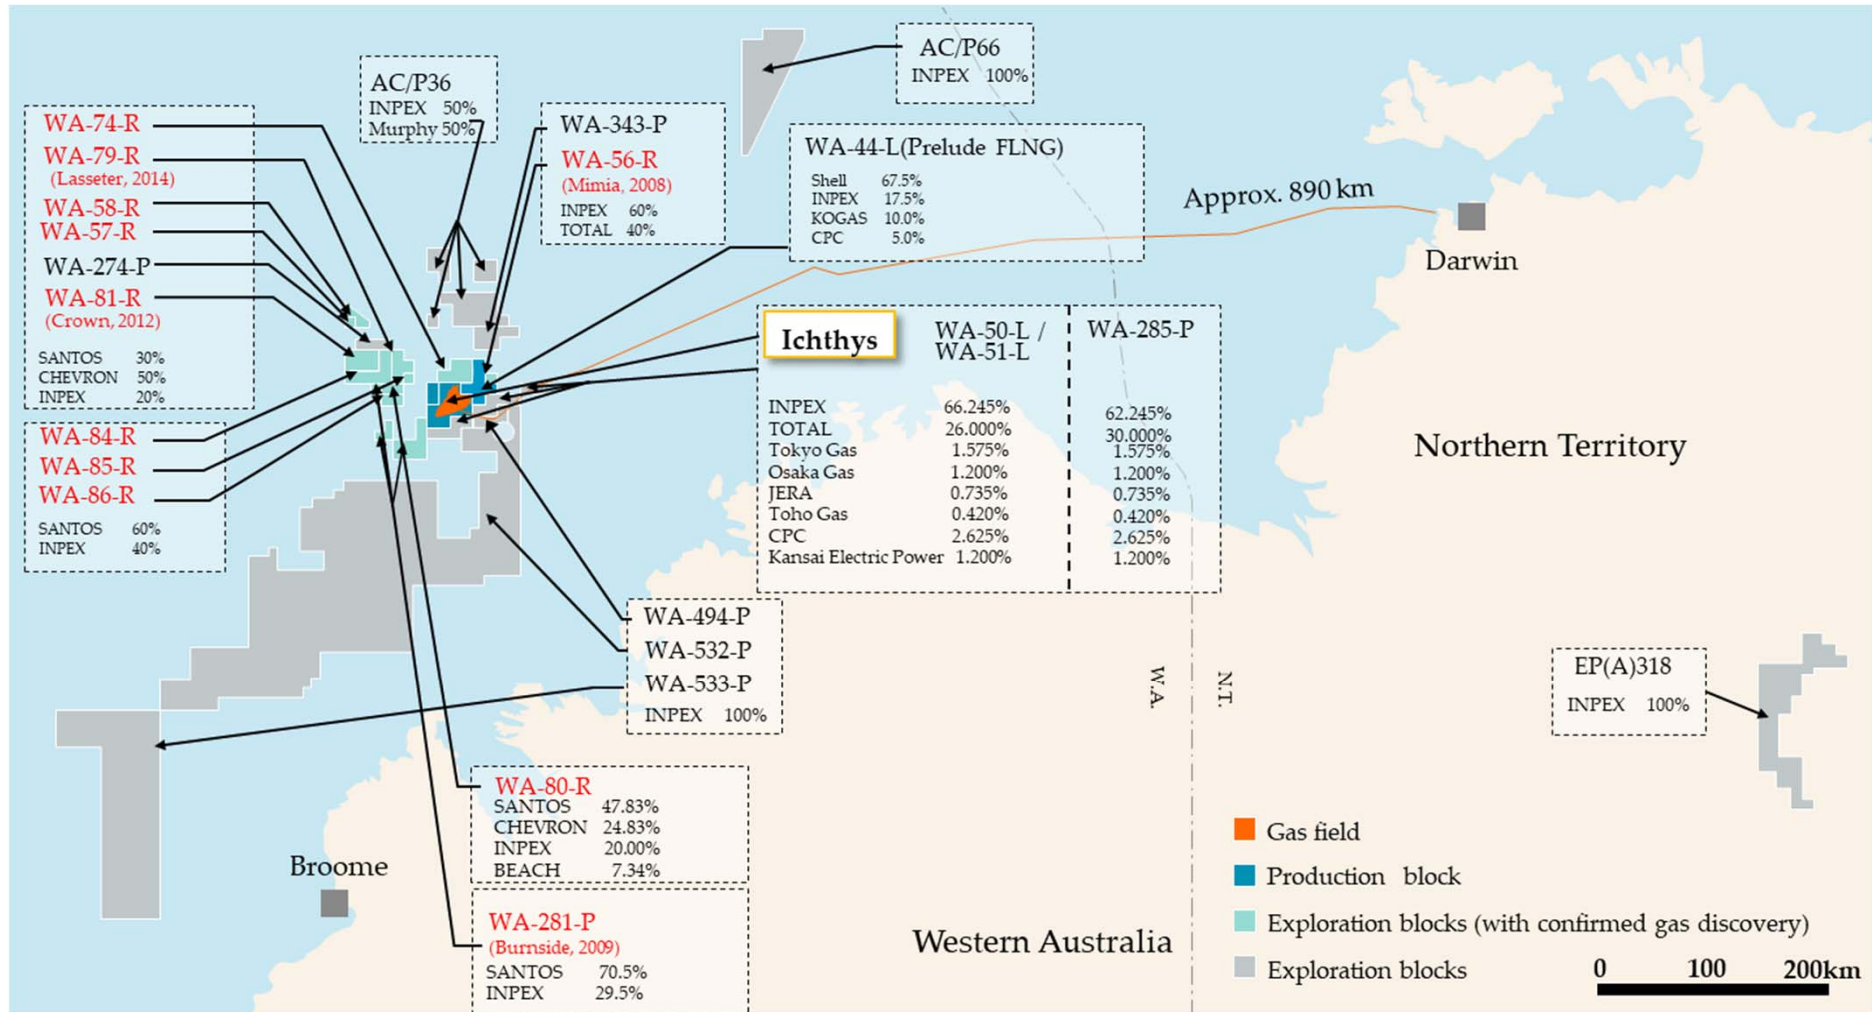 AC/P66
INPEX 100%
AC/P36
INPEX 50%
Murphy 50%
WA-74-R
WA-79-R
(Lasseter, 2014)
WA-58-R
WA-57-R
WA-274-P
WA-81-R
(Crown, 2012)
SANTOS 30%
CHEVRON 50%
INPEX 20%
WA-84-R
WA-85-R
WA-86-R
SANTOS 60%
INPEX 40%
WA-343-P
WA-56-R
(Mimia, 2008)
INPEX 60%
TOTAL 40%
WA-44-L(Prelude FLNG)
Shell 67.5%
INPEX 17.5%
KOGAS 10.0%
CPC 5.0%
Approx. 890 km
Darwin
Ichthys
WA-50-L /
WA-51-L
WA-285-P
INPEX 66.245% 62.245%
TOTAL 26.000% 30.000%
Tokyo Gas 1.575% 1.575%
Osaka Gas 1.200% 1.200%
JERA 0.735% 0.735%
Toho Gas 0.420% 0.420%
CPC 2.625% 2.625%
Kansai Electric Power 1.200% 1.200%
Northern Territory
WA-494-P
WA-532-P
WA-533-P
INPEX 100%
W.A.
N.T.
EP(A)318
INPEX 100%
WA-80-R
SANTOS 47.83%
CHEVRON 24.83%
INPEX 20.00%
BEACH 7.34%
Broome
WA-281-P
(Burnside, 2009)
SANTOS 70.5%
INPEX 29.5%
Western Australia
Gas field
Production block
Exploration blocks (with confirmed gas discovery)
Exploration blocks
0 100 200km